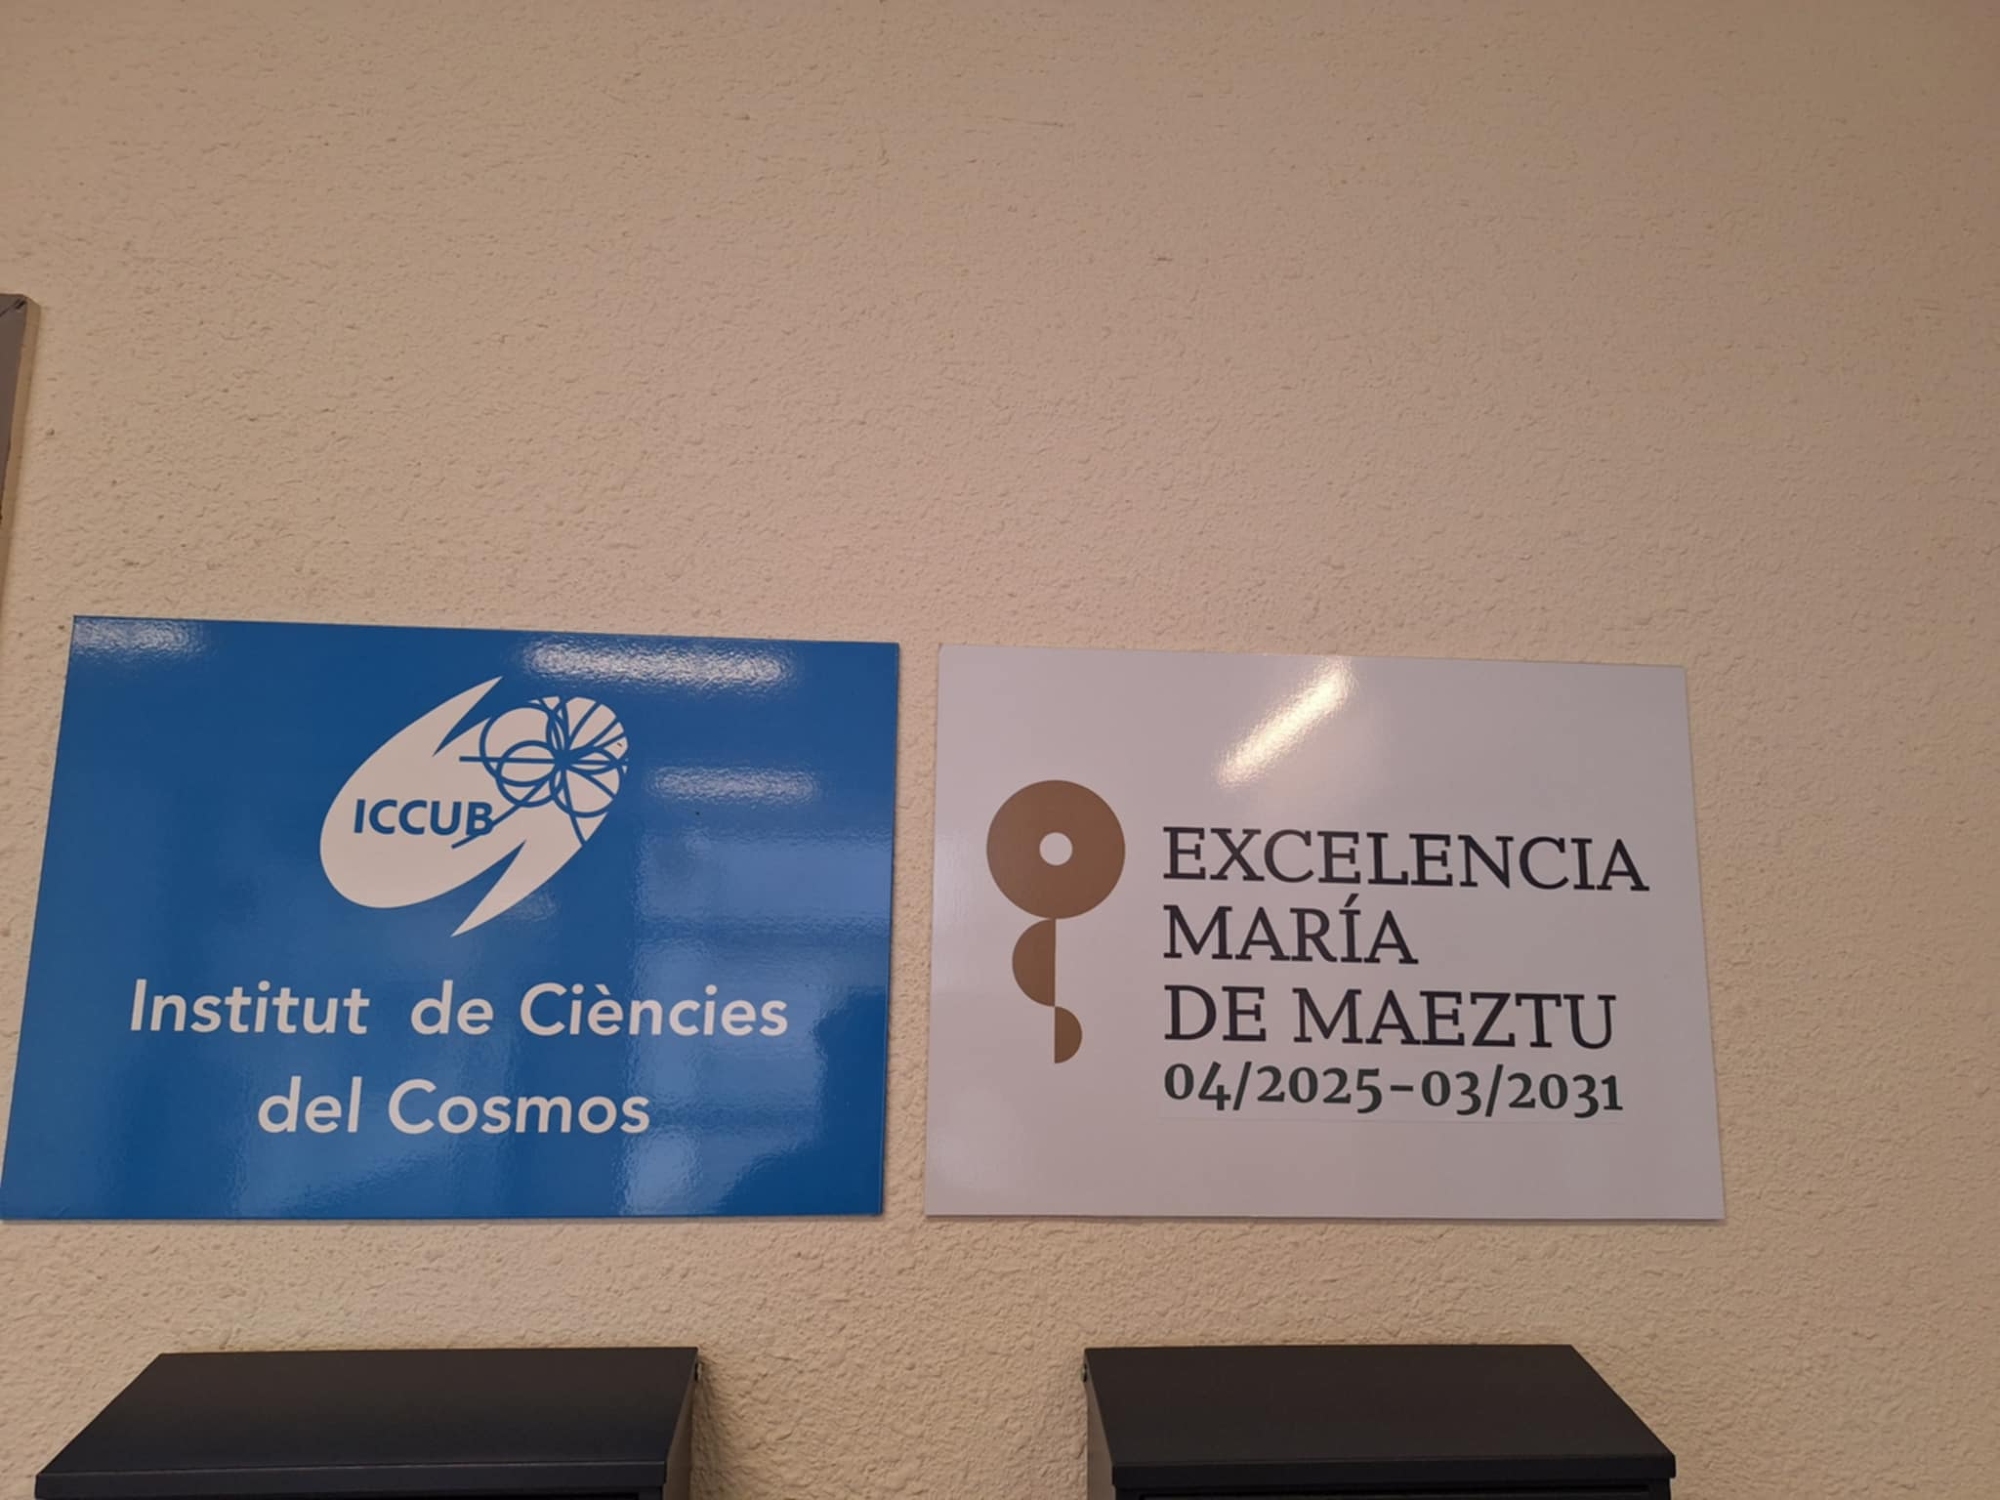 ICCUB
Institut de Ciències
del Cosmos
EXCELENCIA
MARÍA
DE MAEZTU
04/2025-03/2031